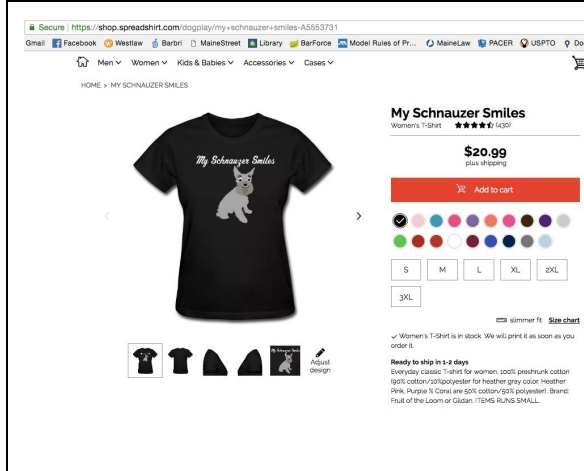 Secure | https://shop.spreadshirt.com/dogplay/my+schnauzer+smiles-A5553731
Gmail Facebook Westlaw Barbri MaineStreet Library BarForce Model Rules of Pr... MaineLaw PACER USPTO Do
Men Women Kids & Babies Accessories Cases
HOME > MY SCHNAUZER SMILES
My Schnauzer Smiles
Women's T-Shirt (430)
$20.99
plus shipping
Add to cart
My Schnauzer Smiles
S M L XL 2XL
3XL
slimmer fit Size chart
Women's T-Shirt is in stock. We will print it as soon as you
order it.
Ready to ship in 1-2 days
Everyday classic T-shirt for women, 100% preshrunk cotton
(90% cotton/10%polyester for heather gray color. Heather
Pink, Purple % Coral are 50% cotton/50% polyester), Brand:
Fruit of the Loom or Gildan. ITEMS RUNS SMALL.
My Schnauzer Smiles
Adjust
design